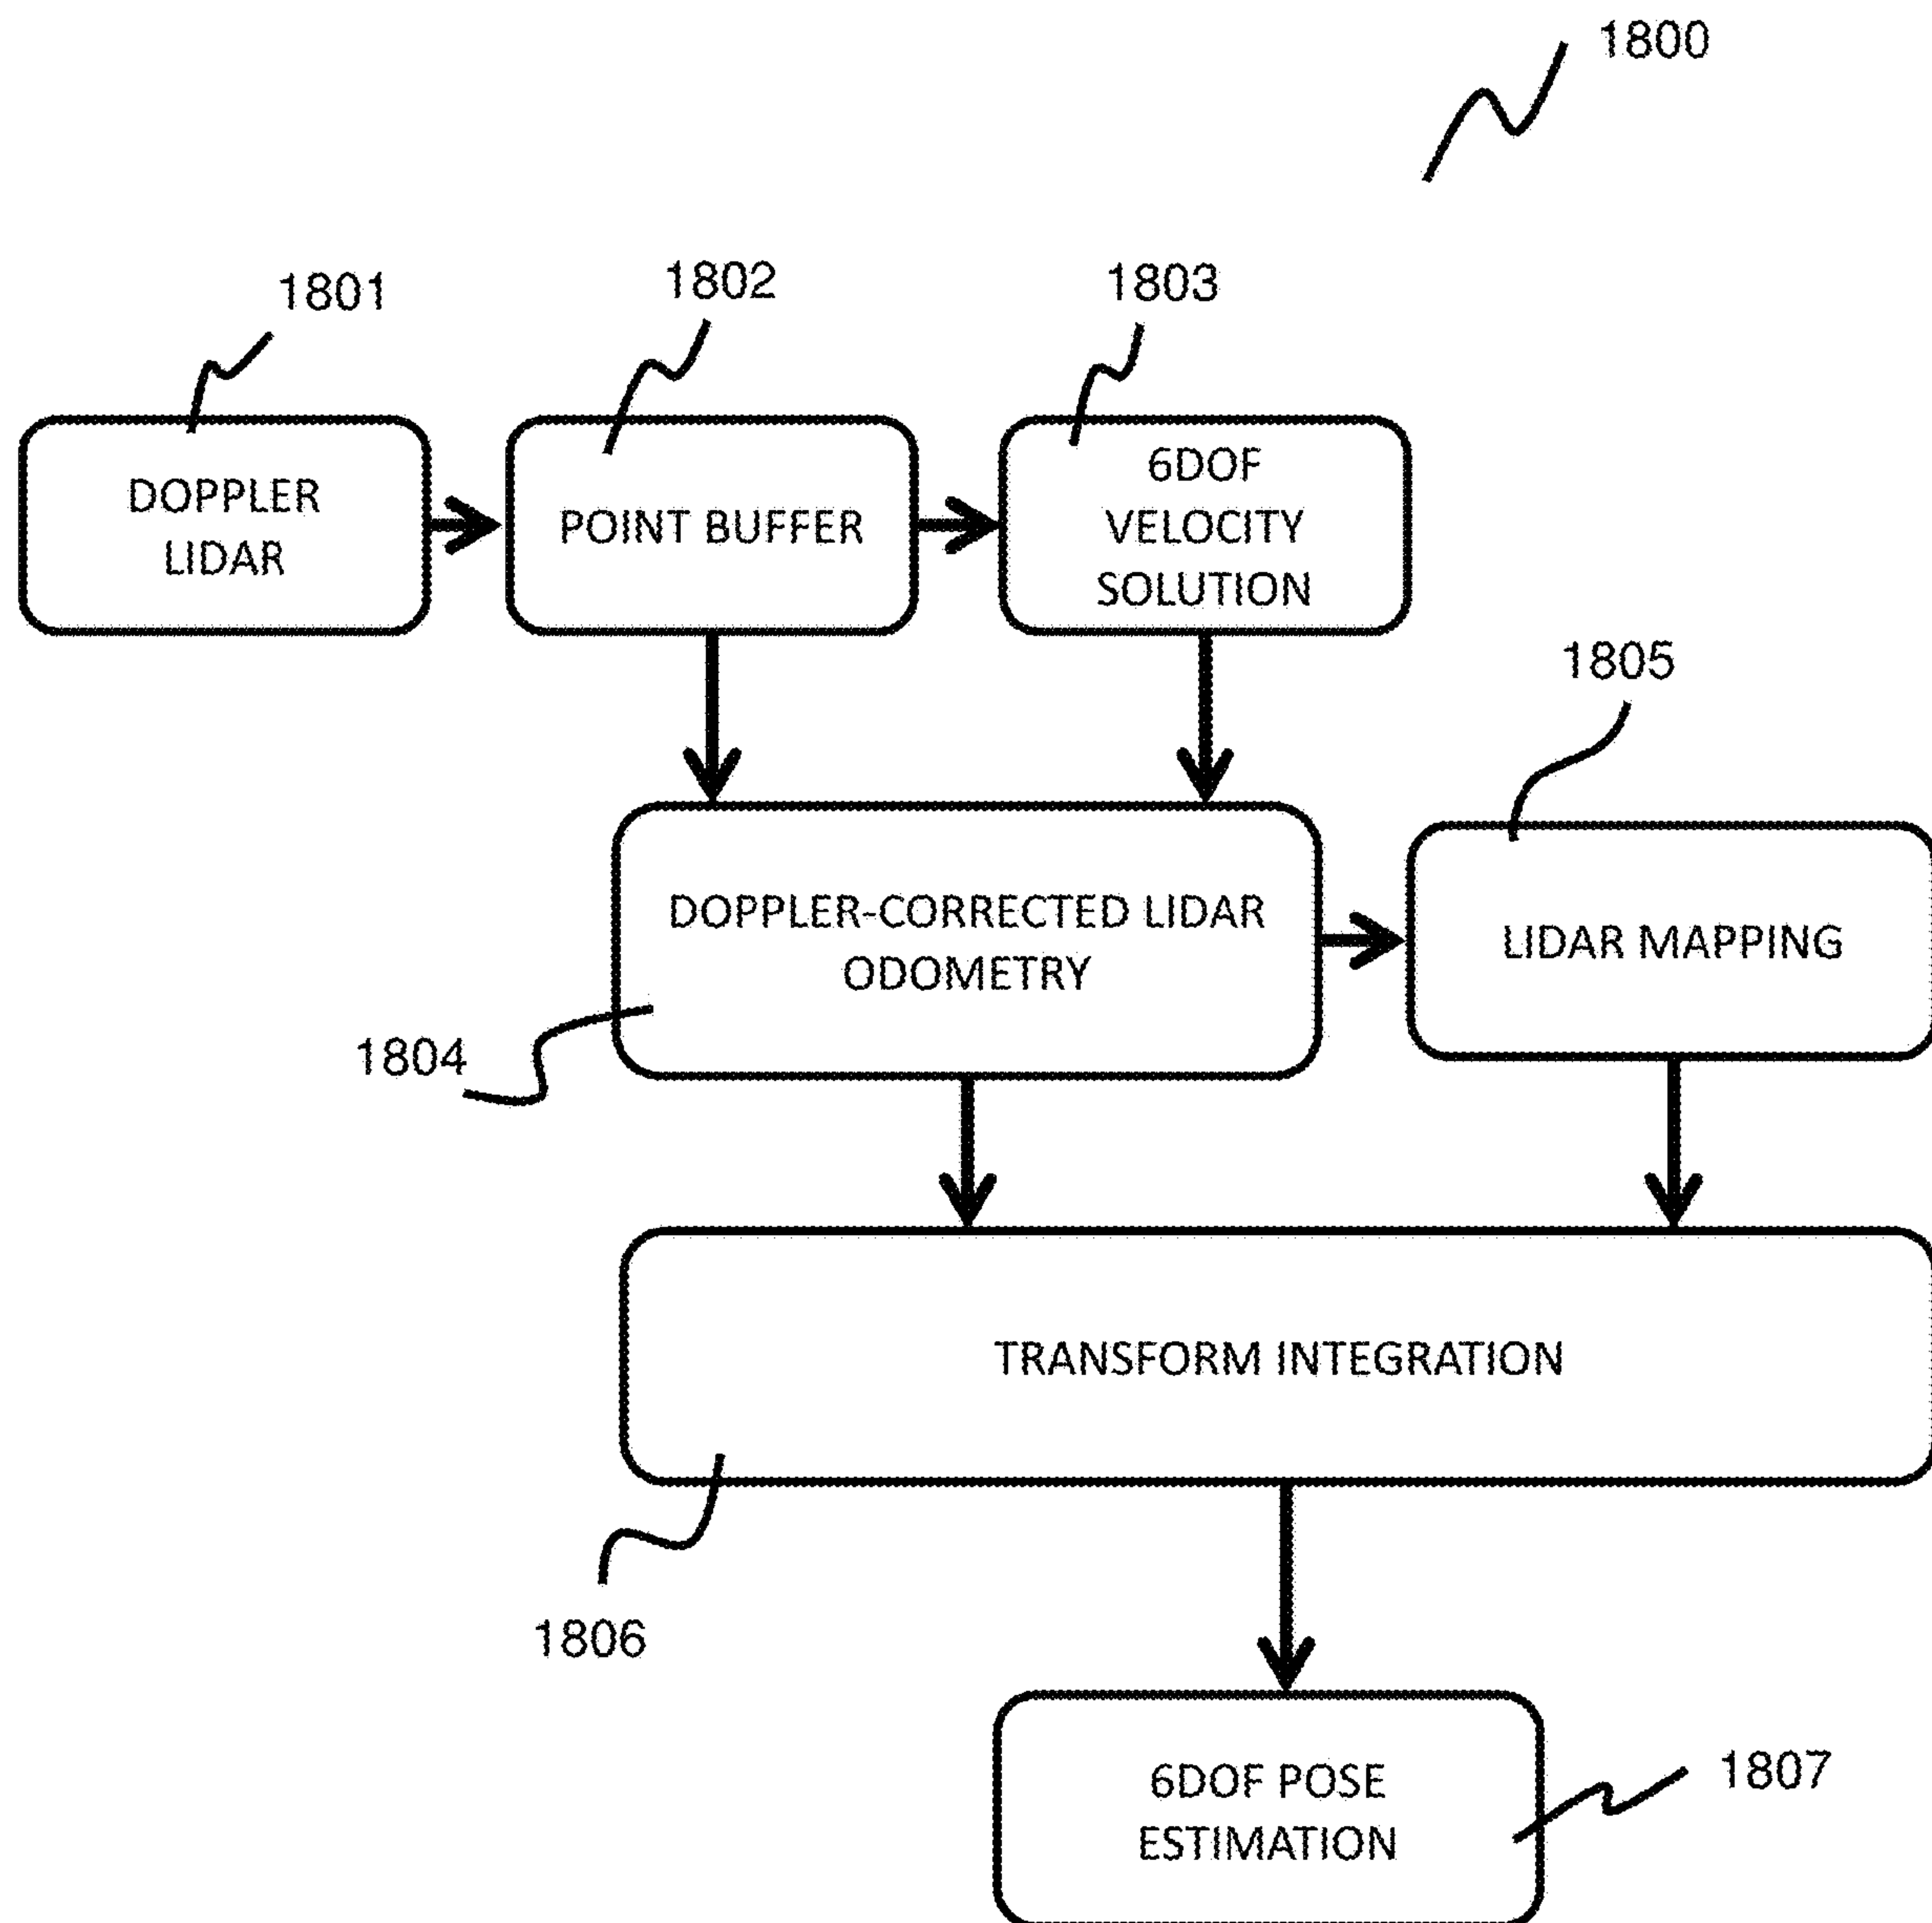 1800
1801
1802
1803
DOPPLER
LIDAR
POINT BUFFER
6DOF
VELOCITY
SOLUTION
1805
DOPPLER-CORRECTED LIDAR
ODOMETRY
LIDAR MAPPING
1804
TRANSFORM INTEGRATION
1806
6DOF POSE
ESTIMATION
1807